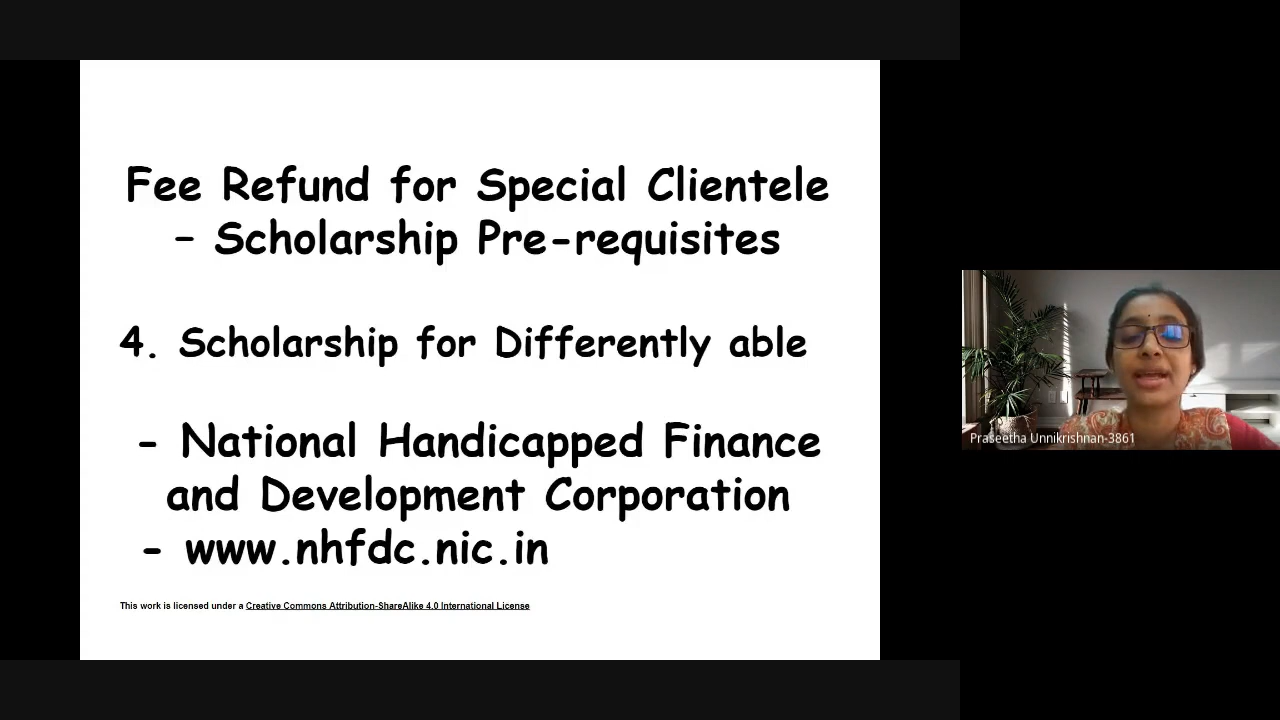 Fee Refund for Special Clientele
– Scholarship Pre-requisites
4. Scholarship for Differently able
- National Handicapped Finance
and Development Corporation
- www.nhfdc.nic.in
This work is licensed under a Creative Commons Attribution-ShareAlike 4.0 International License
Praseetha Unnikrishnan-3861